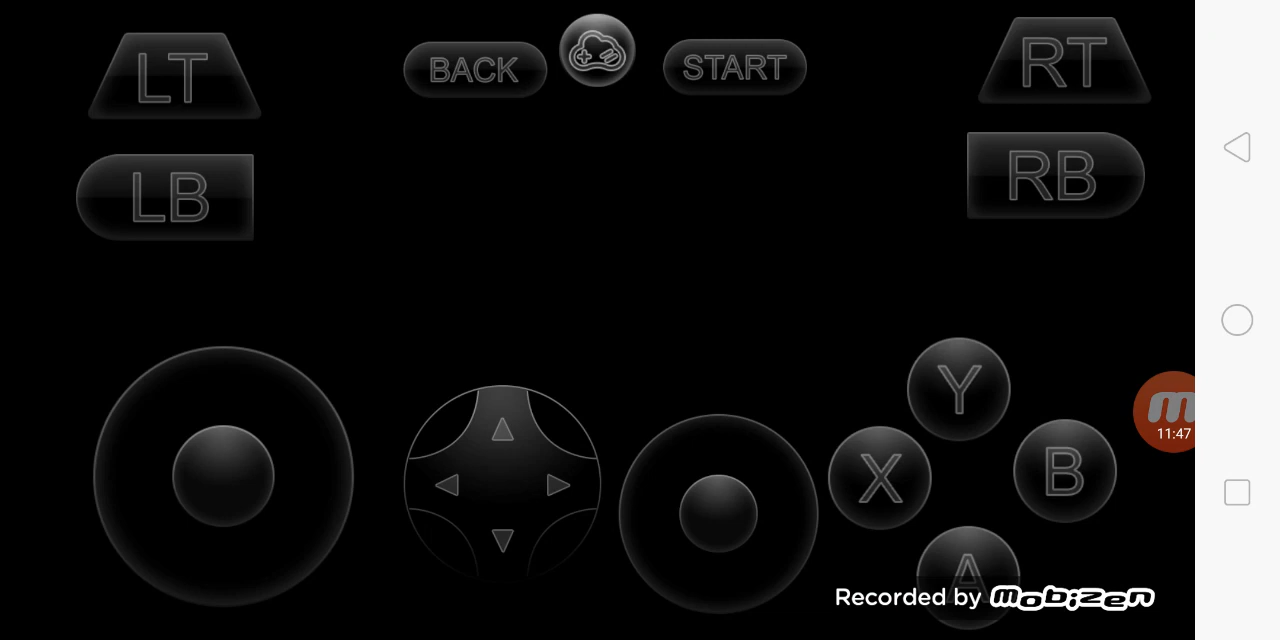 LT
BACK
START
RT
LB
RB
Y
X
B
A
m
11:47
Recorded by mobizen